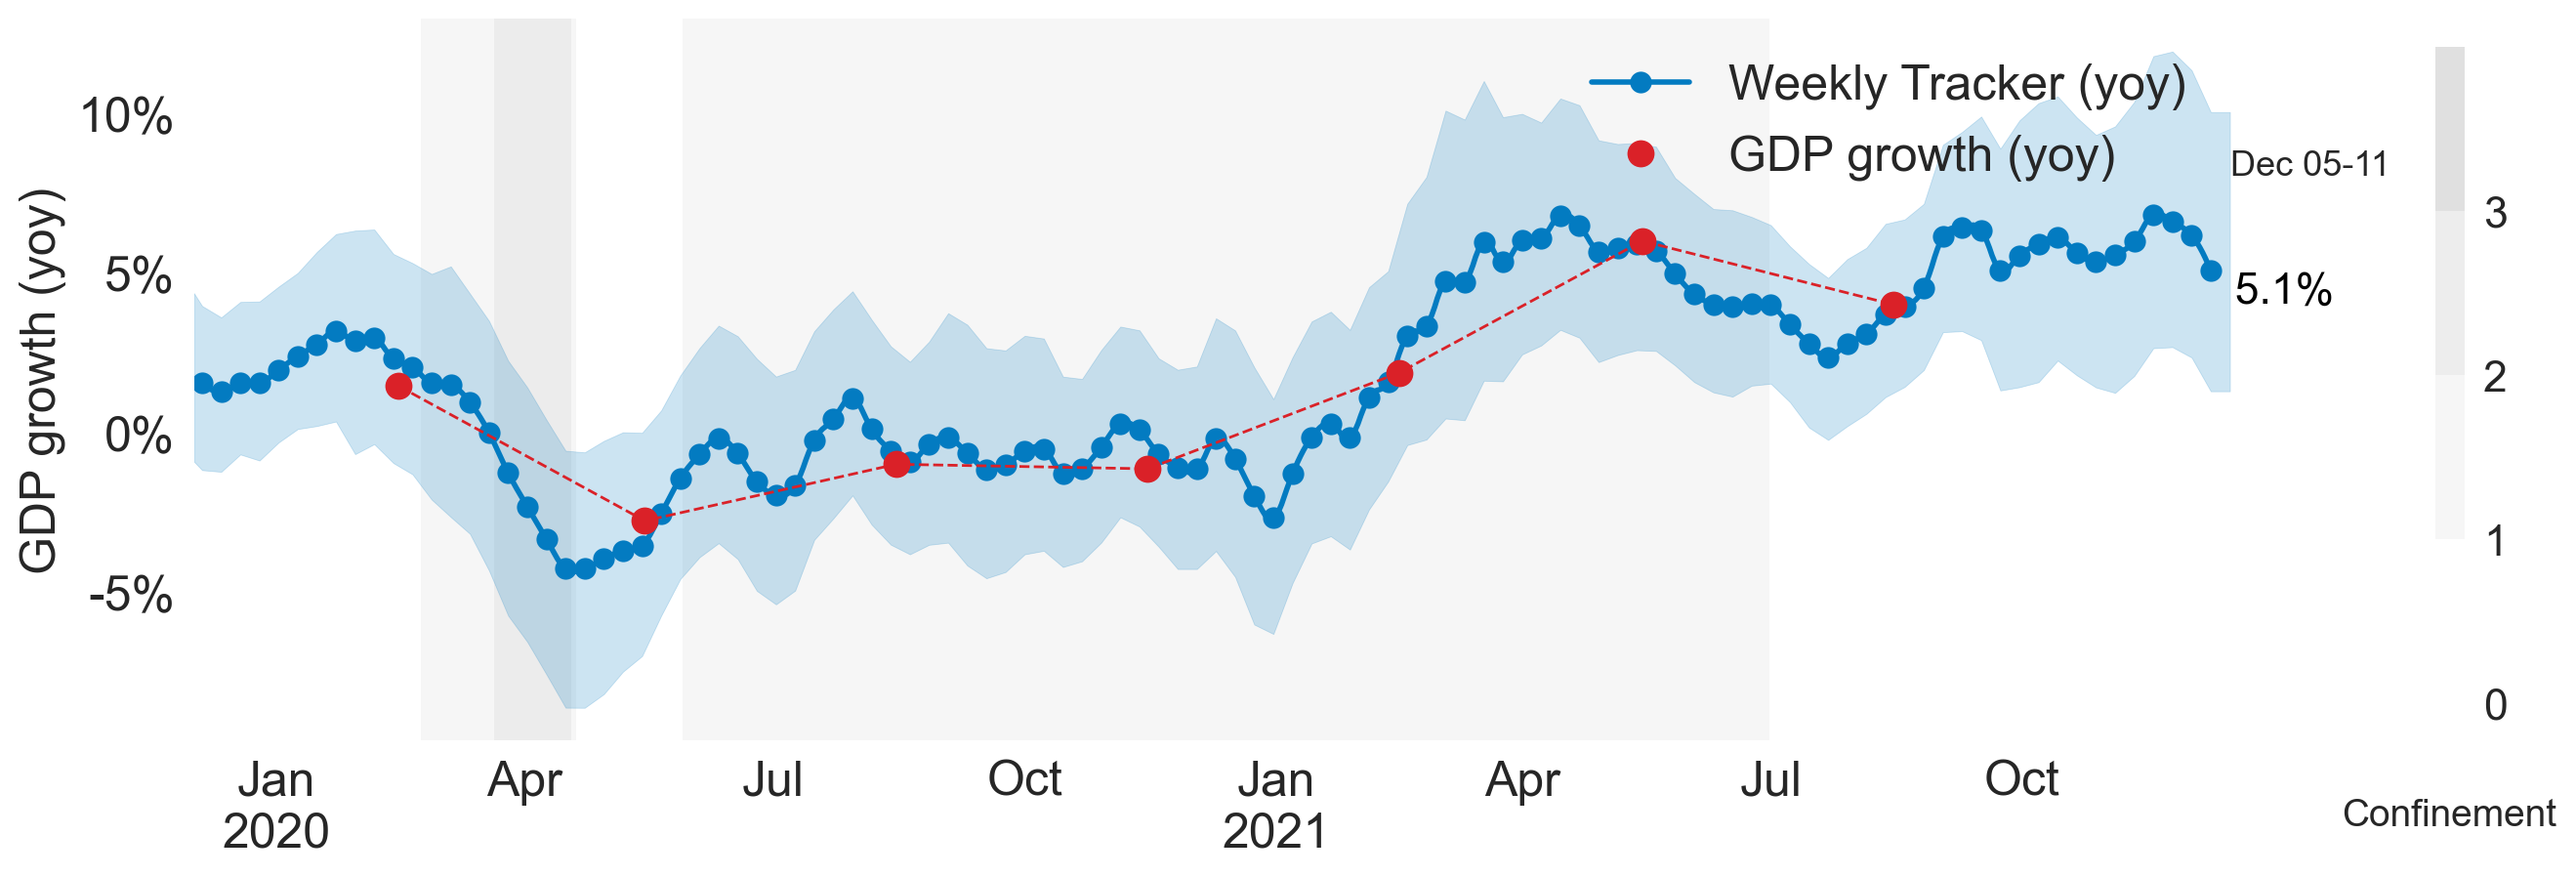 Weekly Tracker (yoy)
GDP growth (yoy)
GDP growth (yoy)
10%
5%
0%
-5%
Dec 05-11
5.1%
3
2
1
0
Jan Apr Jul Oct Jan Apr Jul Oct
2020 2021
Confinement